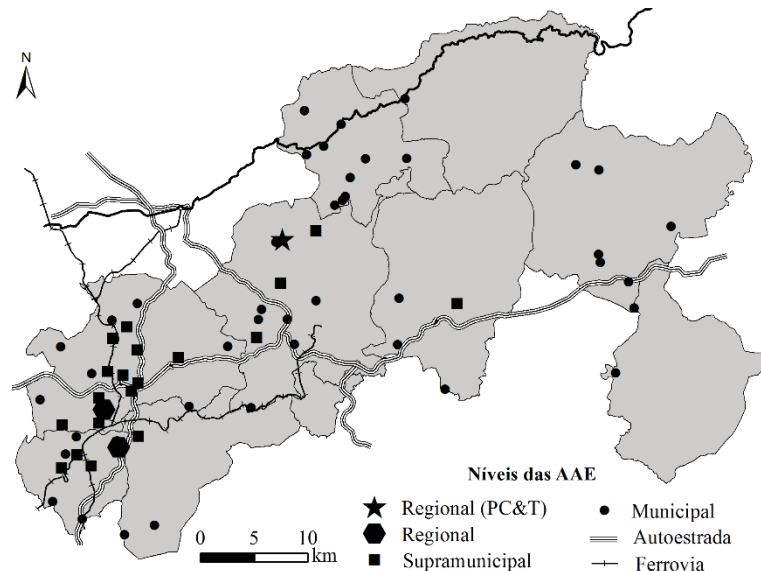 N
Níveis das AAE
Regional (PC&T)
Regional
Supramunicipal
Municipal
Autoestrada
Ferrovia
0 5 10
km